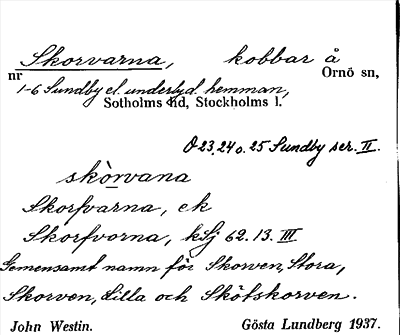 Skorvarna, kobbar å
nr Ornö sn,
1-6 Sundby el. underlyd. hemman,
Sotholms hd, Stockholms l.
O 23, 24 o. 25 Sundby ser. II.
skòrvana
Skorfvarna, ek
Skorfvorna, kSj 62. 13. III
Gemensamt namn för Skorven, Stora,
Skorven, Lilla och Skötskorven.
John Westin. Gösta Lundberg 1937.